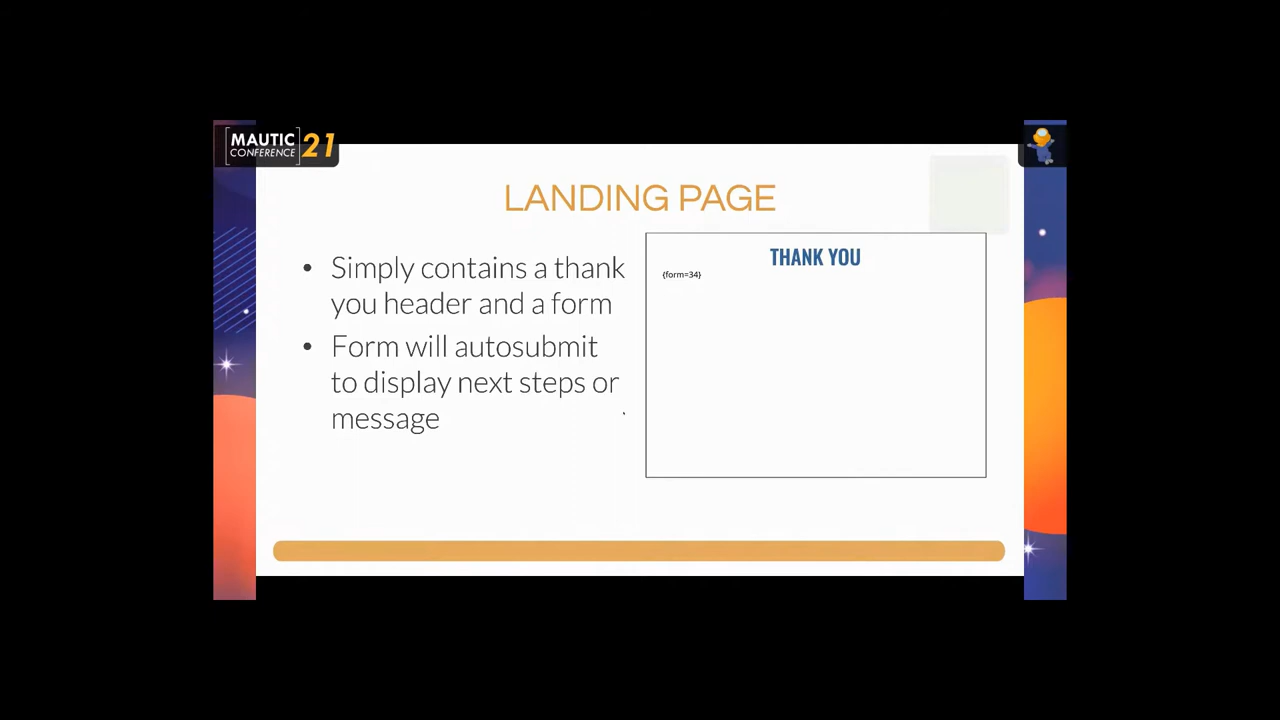 MAUTIC
CONFERENCE 21
LANDING PAGE
• Simply contains a thank
you header and a form
• Form will autosubmit
to display next steps or
message
THANK YOU
{form=34}